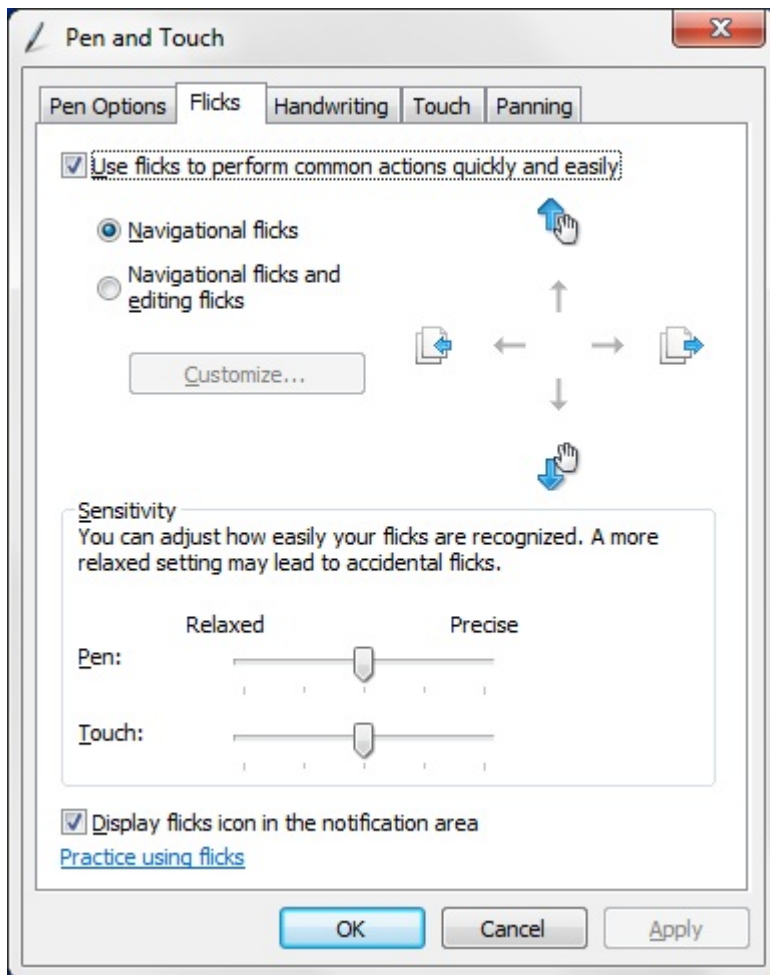 Pen and Touch
Pen Options
Flicks
Handwriting
Touch
Panning
Use flicks to perform common actions quickly and easily
Navigational flicks
Navigational flicks and
editing flicks
Customize...
Sensitivity
You can adjust how easily your flicks are recognized. A more
relaxed setting may lead to accidental flicks.
Relaxed Precise
Pen:
Touch:
Display flicks icon in the notification area
Practice using flicks
OK Cancel Apply